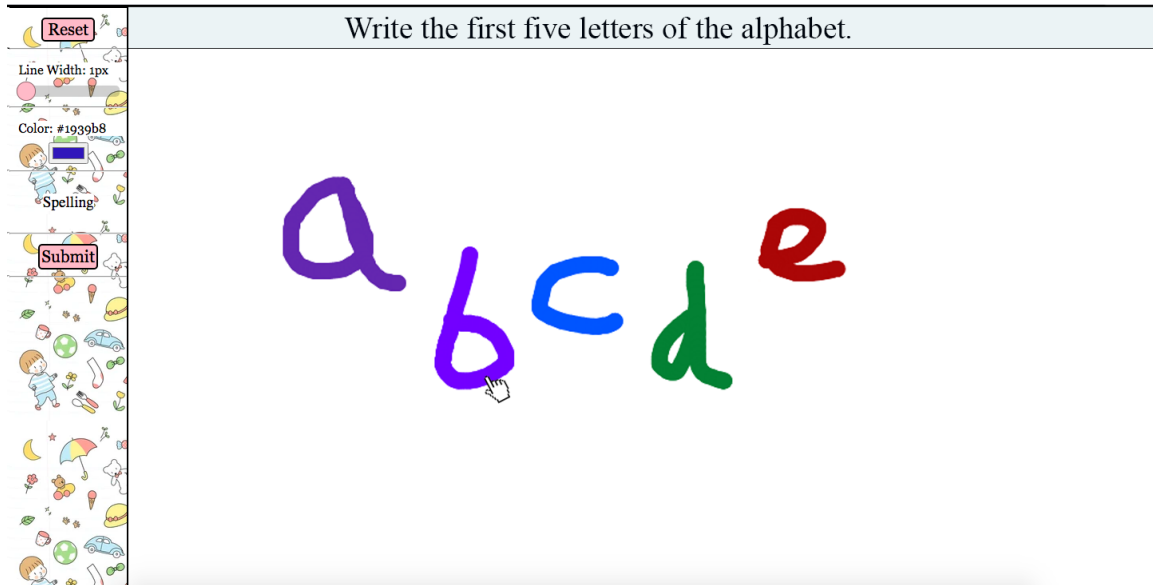 Reset
Write the first five letters of the alphabet.
Line Width: 1px
Color: #1939b8
Spelling
Submit
a b c d e